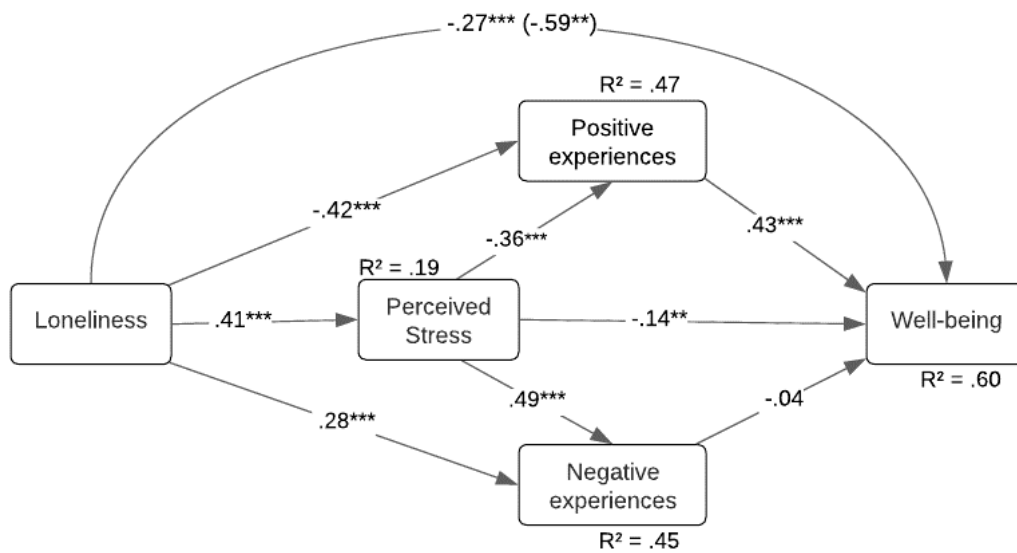 -.27*** (-.59**)
R² = .47
Positive
experiences
-.42***
-.36***
.43***
R² = .19
Loneliness
.41***
Perceived
Stress
-.14**
Well-being
R² = .60
.28***
.49***
-.04
Negative
experiences
R² = .45